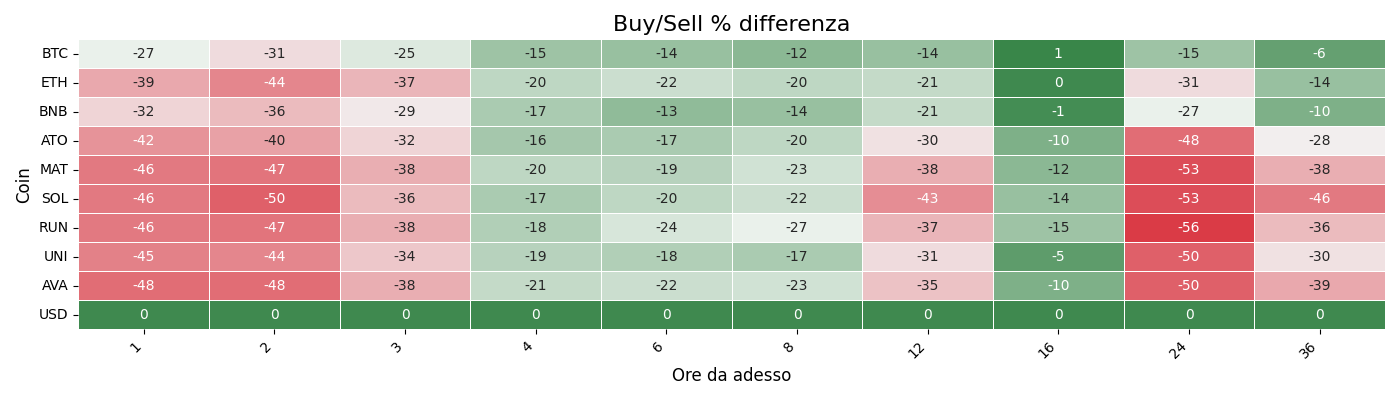 Buy/Sell % differenza
BTC -27 -31 -25 -15 -14 -12 -14 1 -15 -6
ETH -39 -44 -37 -20 -22 -20 -21 0 -31 -14
BNB -32 -36 -29 -17 -13 -14 -21 -1 -27 -10
ATO -42 -40 -32 -16 -17 -20 -30 -10 -48 -28
MAT -46 -47 -38 -20 -19 -23 -38 -12 -53 -38
SOL -46 -50 -36 -17 -20 -22 -43 -14 -53 -46
RUN -46 -47 -38 -18 -24 -27 -37 -15 -56 -36
UNI -45 -44 -34 -19 -18 -17 -31 -5 -50 -30
AVA -48 -48 -38 -21 -22 -23 -35 -10 -50 -39
USD 0 0 0 0 0 0 0 0 0 0
Coin
1 2 3 4 6 8 12 16 24 36
Ore da adesso